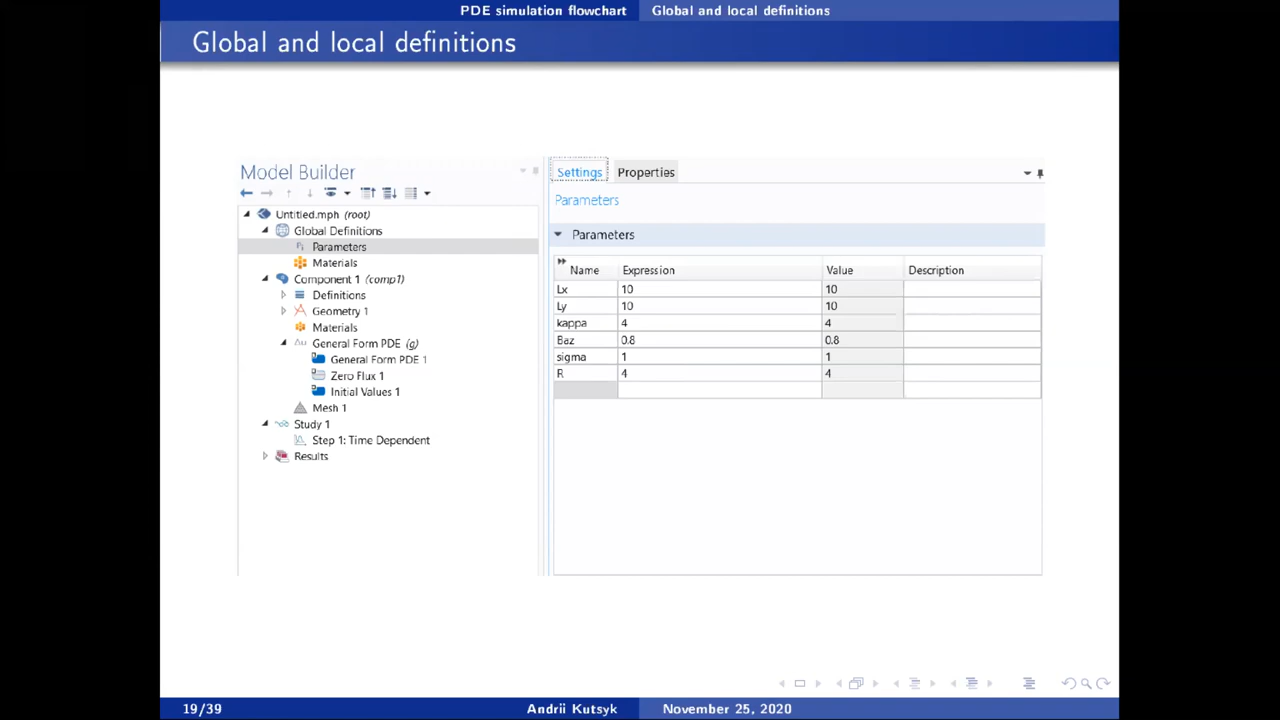 PDE simulation flowchart Global and local definitions
Global and local definitions
Model Builder
Untitled.mph (root)
Global Definitions
Pi Parameters
Materials
Component 1 (comp1)
Definitions
Geometry 1
Materials
Δu General Form PDE (g)
General Form PDE 1
Zero Flux 1
Initial Values 1
Mesh 1
Study 1
Step 1: Time Dependent
Results
Settings Properties
Parameters
Parameters
Name Expression Value Description
Lx 10 10
Ly 10 10
kappa 4 4
Baz 0.8 0.8
sigma 1 1
R 4 4
19/39 Andrii Kutsyk November 25, 2020